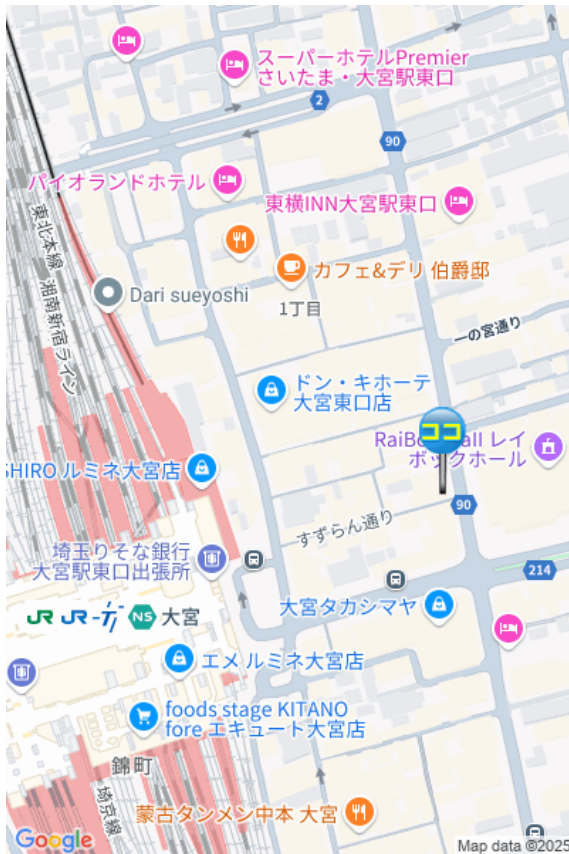 スーパーホテルPremier
さいたま・大宮駅東口
2
90
パイオランドホテル
東横INN大宮駅東口
東北本線
湘南新宿ライン
カフェ&デリ 伯爵邸
Dari sueyoshi
1丁目
一の宮通り
ドン・キホーテ
大宮東口店
ココ
RaiBo all レイ
ボックホール
SHIRO ルミネ大宮店
90
すずらん通り
埼玉りそな銀行
大宮駅東口出張所
214
大宮タカシマヤ
JR JR NS 大宮
エメ ルミネ大宮店
foods stage KITANO
fore エキュート大宮店
錦町
埼京線
蒙古タンメン中本 大宮
Google
Map data ©2025